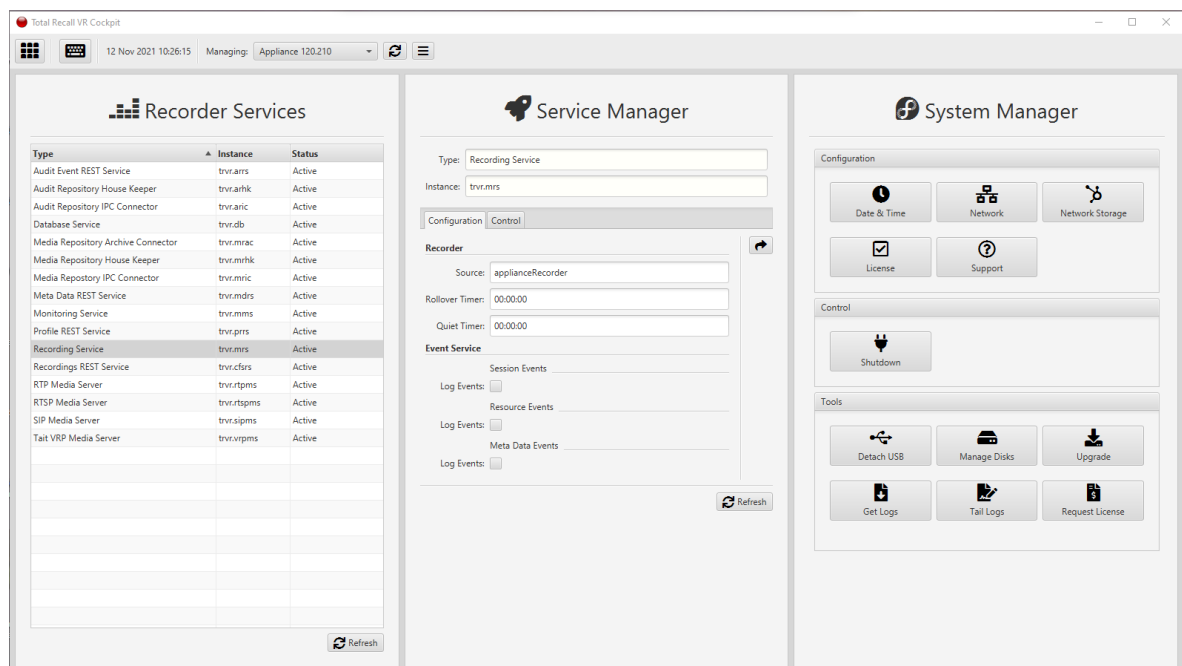 Total Recall VR Cockpit
12 Nov 2021 10:26:15 Managing: Appliance 120.210
Recorder Services
Type Instance Status
Audit Event REST Service trvr.arrs Active
Audit Repository House Keeper trvr.arhk Active
Audit Repository IPC Connector trvr.aric Active
Database Service trvr.db Active
Media Repository Archive Connector trvr.mrac Active
Media Repository House Keeper trvr.mrhk Active
Media Repostory IPC Connector trvr.mric Active
Meta Data REST Service trvr.mdrs Active
Monitoring Service trvr.mms Active
Profile REST Service trvr.prrs Active
Recording Service trvr.mrs Active
Recordings REST Service trvr.cfsrs Active
RTP Media Server trvr.rtpms Active
RTSP Media Server trvr.rtspms Active
SIP Media Server trvr.sipms Active
Tait VRP Media Server trvr.vrpms Active
Refresh
Service Manager
Type: Recording Service
Instance: trvr.mrs
Configuration Control
Recorder
Source: applianceRecorder
Rollover Timer: 00:00:00
Quiet Timer: 00:00:00
Event Service
Session Events
Log Events:
Resource Events
Log Events:
Meta Data Events
Log Events:
Refresh
System Manager
Configuration
Date & Time Network Network Storage
License Support
Control
Shutdown
Tools
Detach USB Manage Disks Upgrade
Get Logs Tail Logs Request License